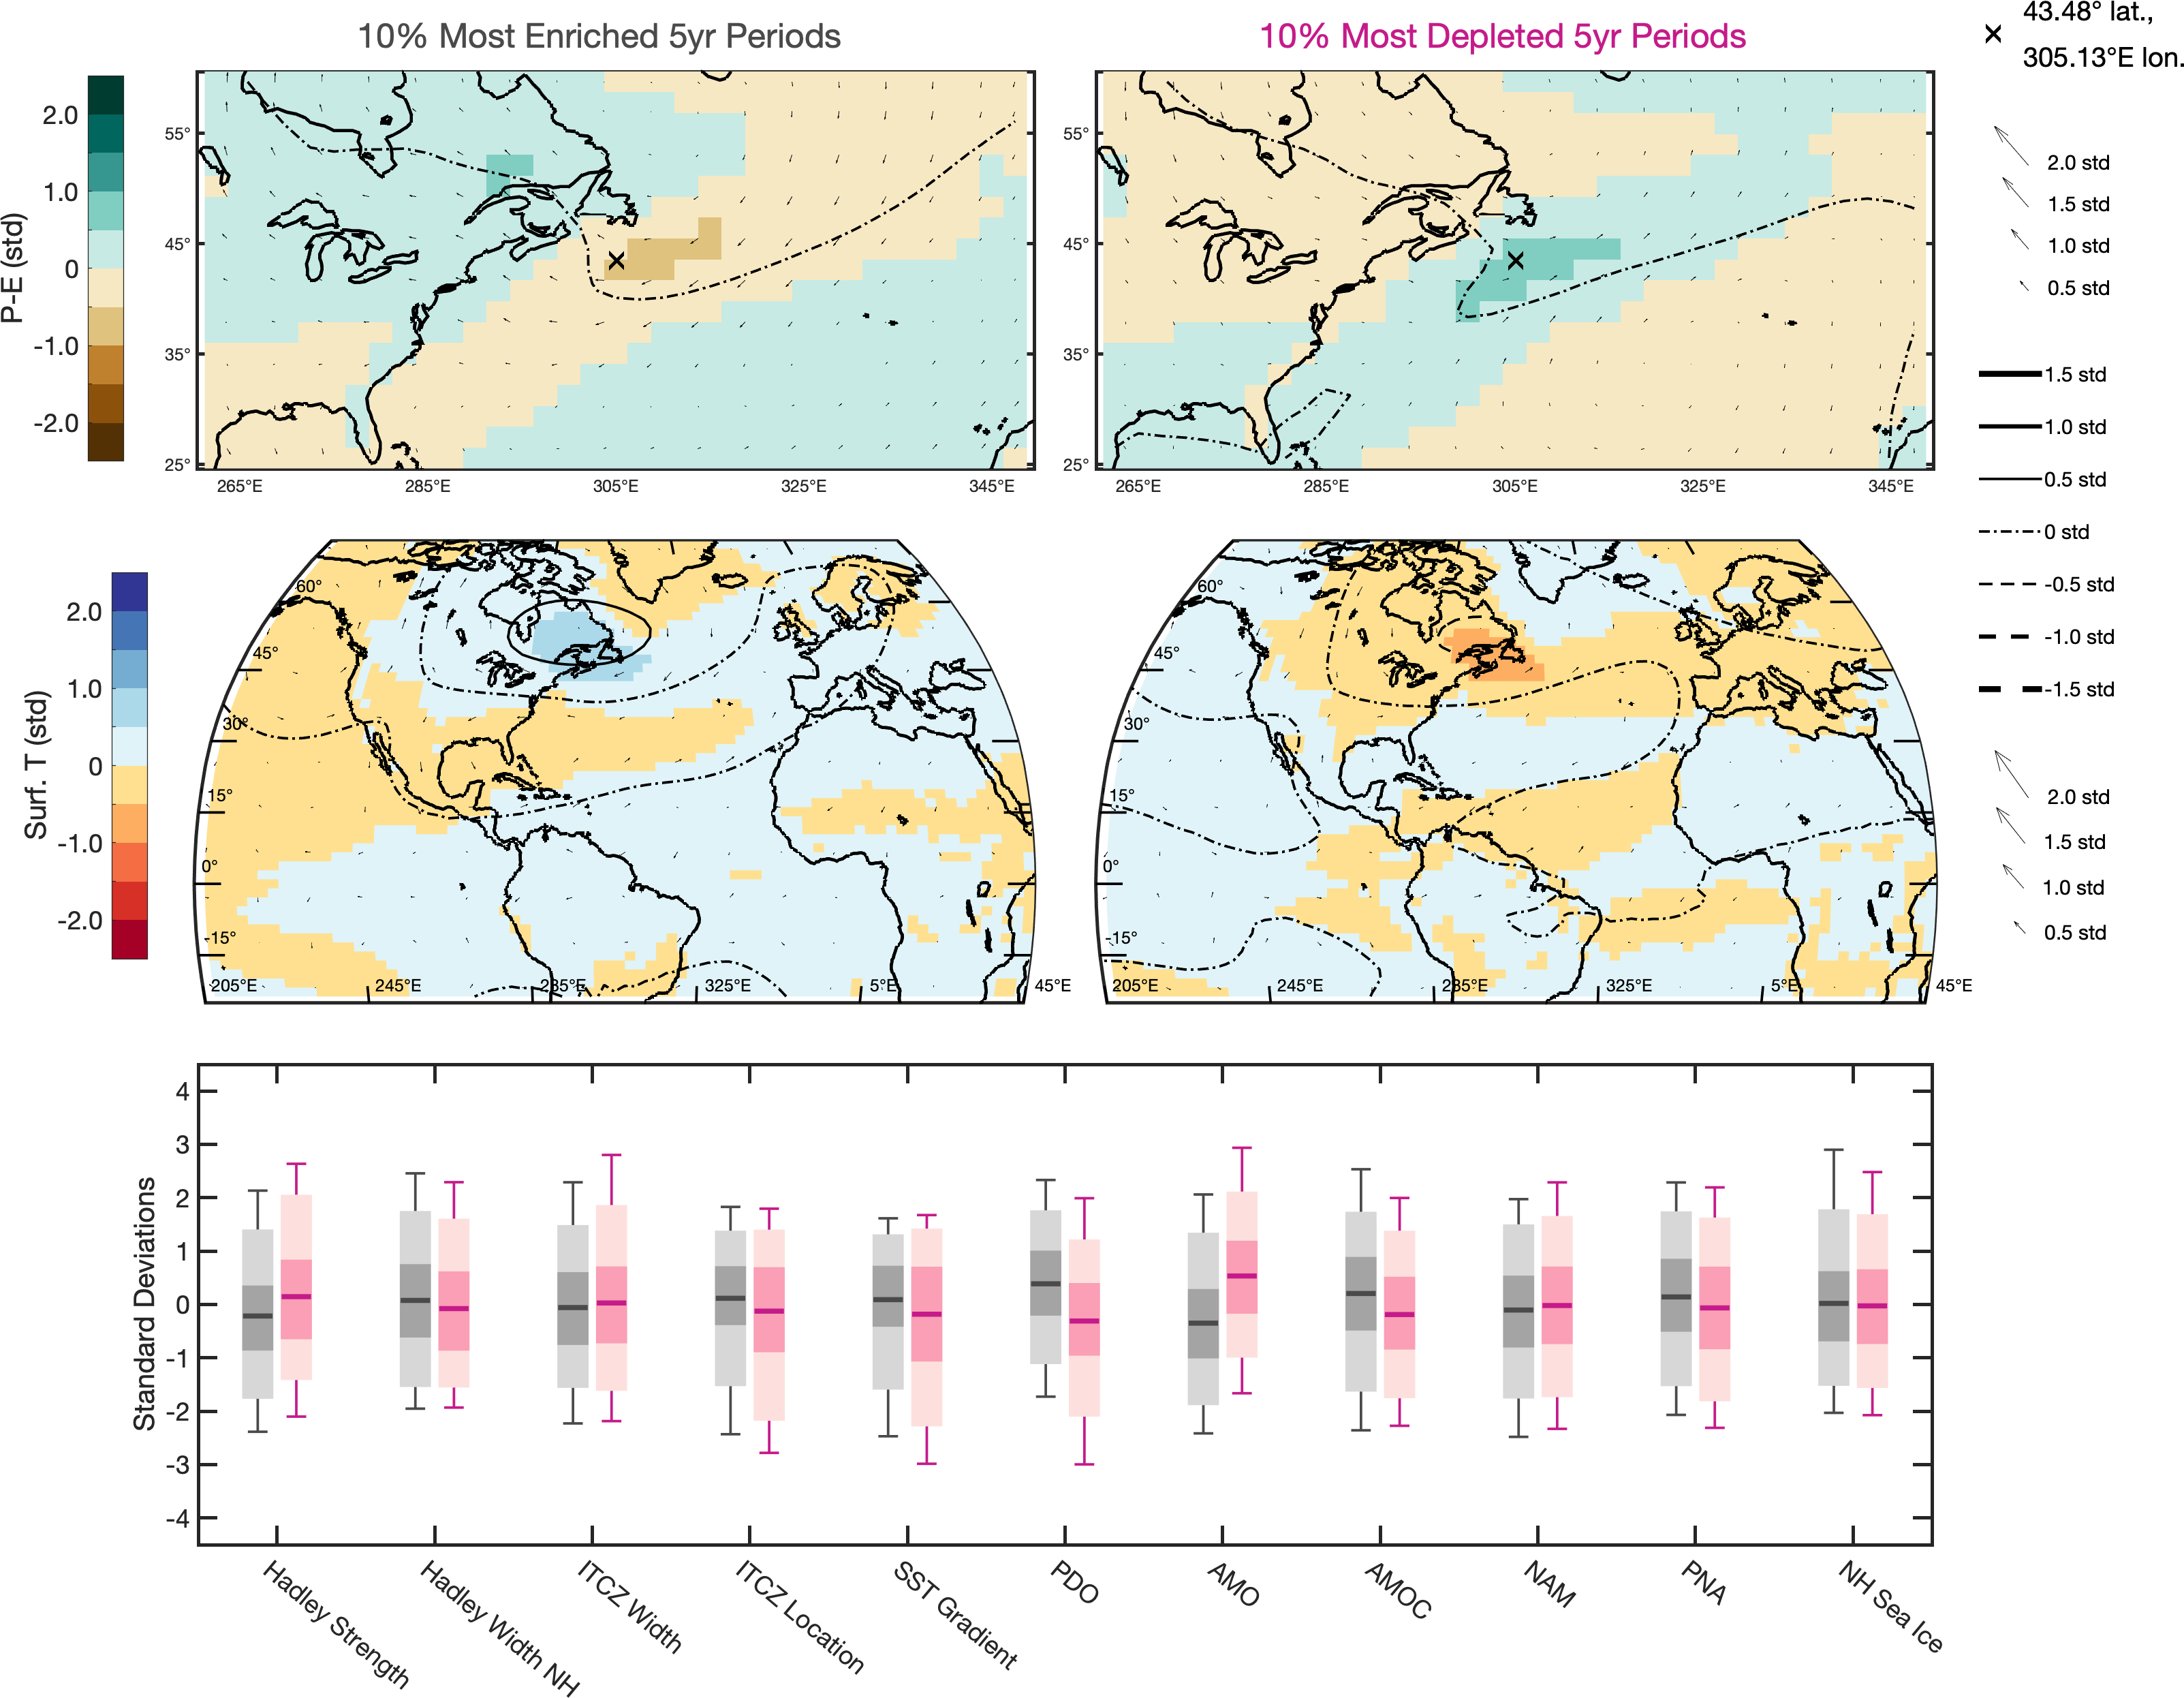 10% Most Enriched 5yr Periods
10% Most Depleted 5yr Periods
43.48° lat.,
305.13°E lon.
P-E (std)
2.0
1.0
0
-1.0
-2.0
55°
45°
35°
25°
265°E
285°E
305°E
325°E
345°E
55°
45°
35°
25°
265°E
285°E
305°E
325°E
345°E
2.0 std
1.5 std
1.0 std
0.5 std
1.5 std
1.0 std
0.5 std
0 std
-0.5 std
-1.0 std
-1.5 std
Surf. T (std)
2.0
1.0
0
-1.0
-2.0
60°
45°
30°
15°
0°
-15°
205°E
245°E
285°E
325°E
5°E
45°E
60°
45°
30°
15°
0°
-15°
205°E
245°E
285°E
325°E
5°E
45°E
2.0 std
1.5 std
1.0 std
0.5 std
Standard Deviations
4
3
2
1
0
-1
-2
-3
-4
Hadley Strength
Hadley Width NH
ITCZ Width
ITCZ Location
SST Gradient
PDO
AMO
AMOC
NAM
PNA
NH Sea Ice